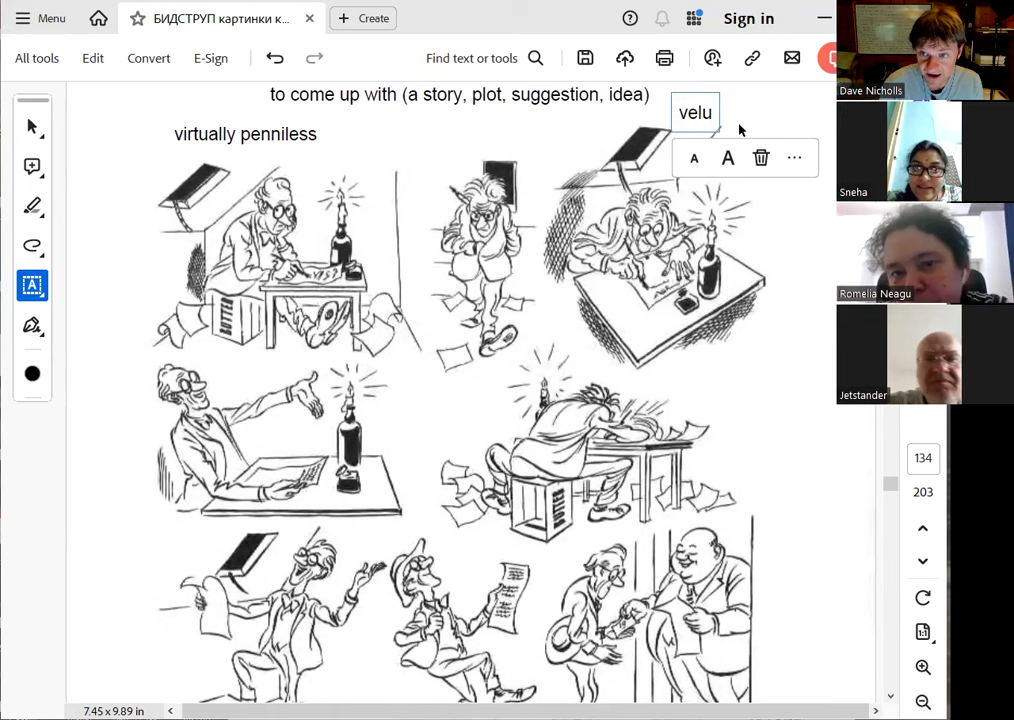 Menu
БИДСТРУП картинки к...
Create
Sign in
All tools
Edit
Convert
E-Sign
Find text or tools
to come up with (a story, plot, suggestion, idea)
velu
virtually penniless
A
A
A
134
203
1:1
7.45 x 9.89 in
Dave Nicholls
Sneha
Romelia Neagu
Jetstander